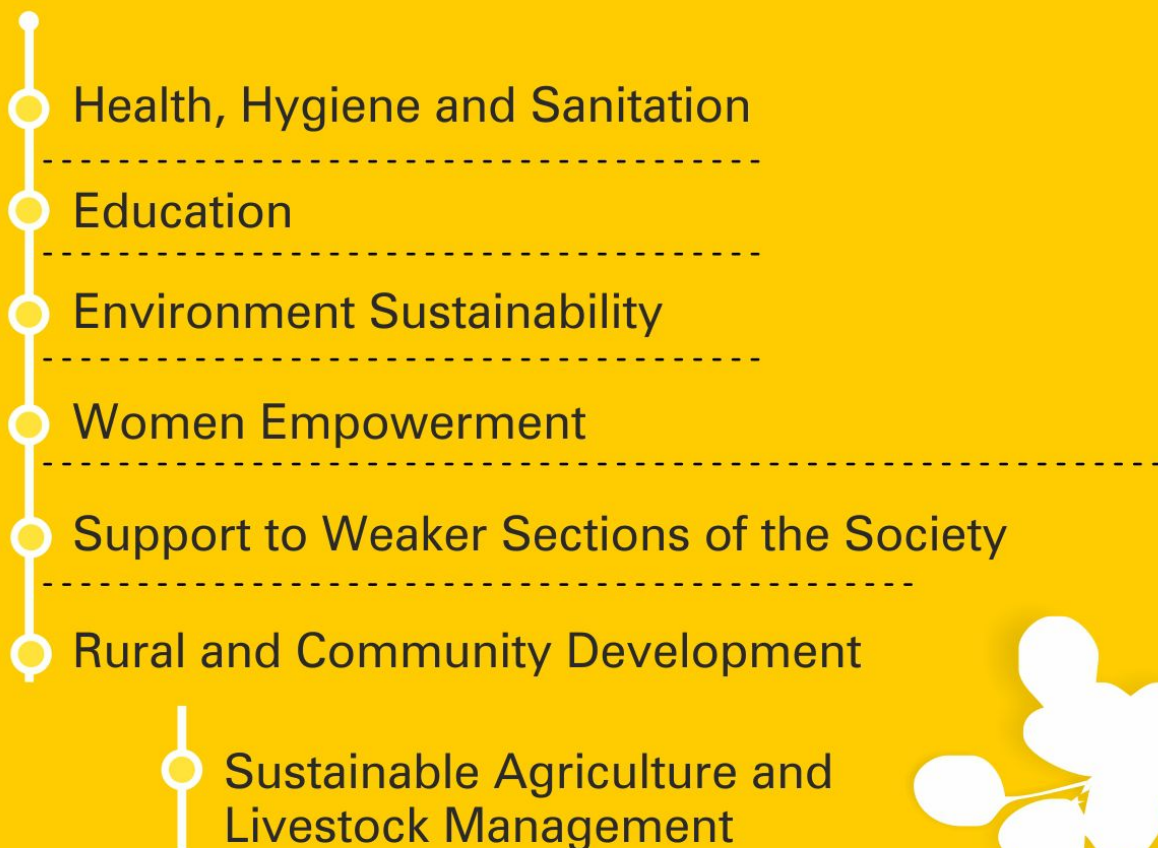 Health, Hygiene and Sanitation
Education
Environment Sustainability
Women Empowerment
Support to Weaker Sections of the Society
Rural and Community Development
Sustainable Agriculture and
Livestock Management